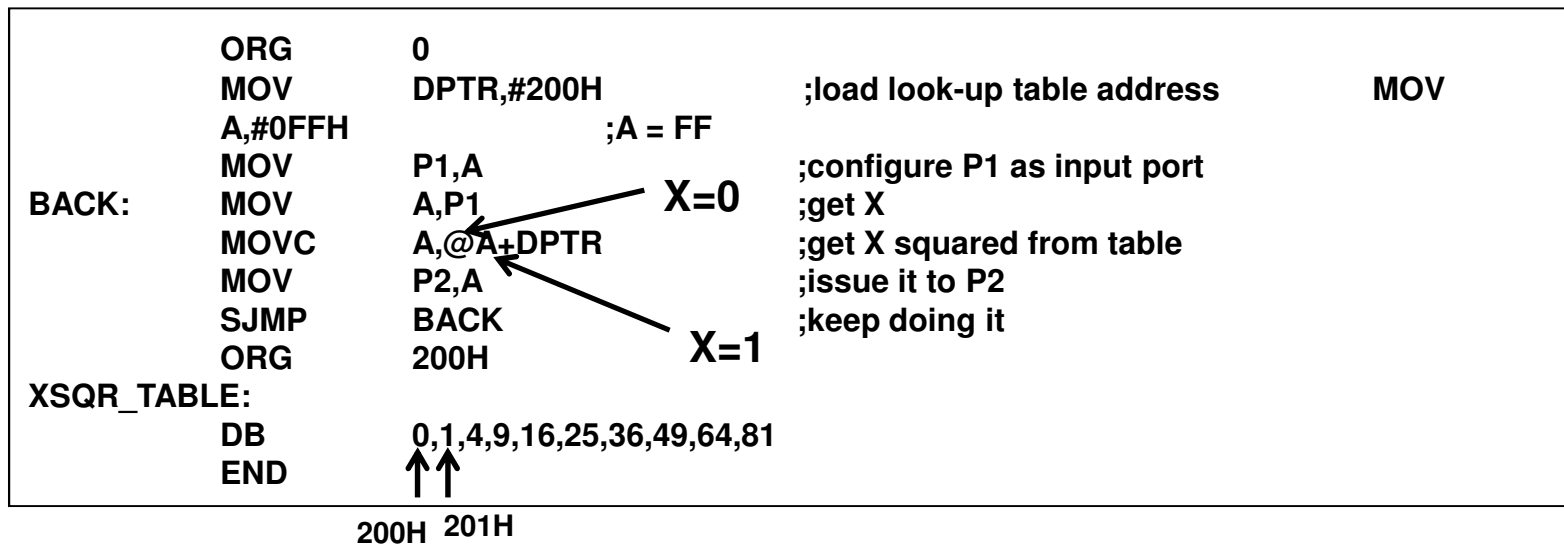 ORG 0
MOV DPTR,#200H ;load look-up table address MOV
A,#0FFH ;A = FF
MOV P1,A ;configure P1 as input port
BACK: MOV A,P1 X=0 ;get X
MOVC A,@A+DPTR ;get X squared from table
MOV P2,A ;issue it to P2
SJMP BACK ;keep doing it
ORG 200H X=1
XSQR_TABLE:
DB 0,1,4,9,16,25,36,49,64,81
END
200H 201H